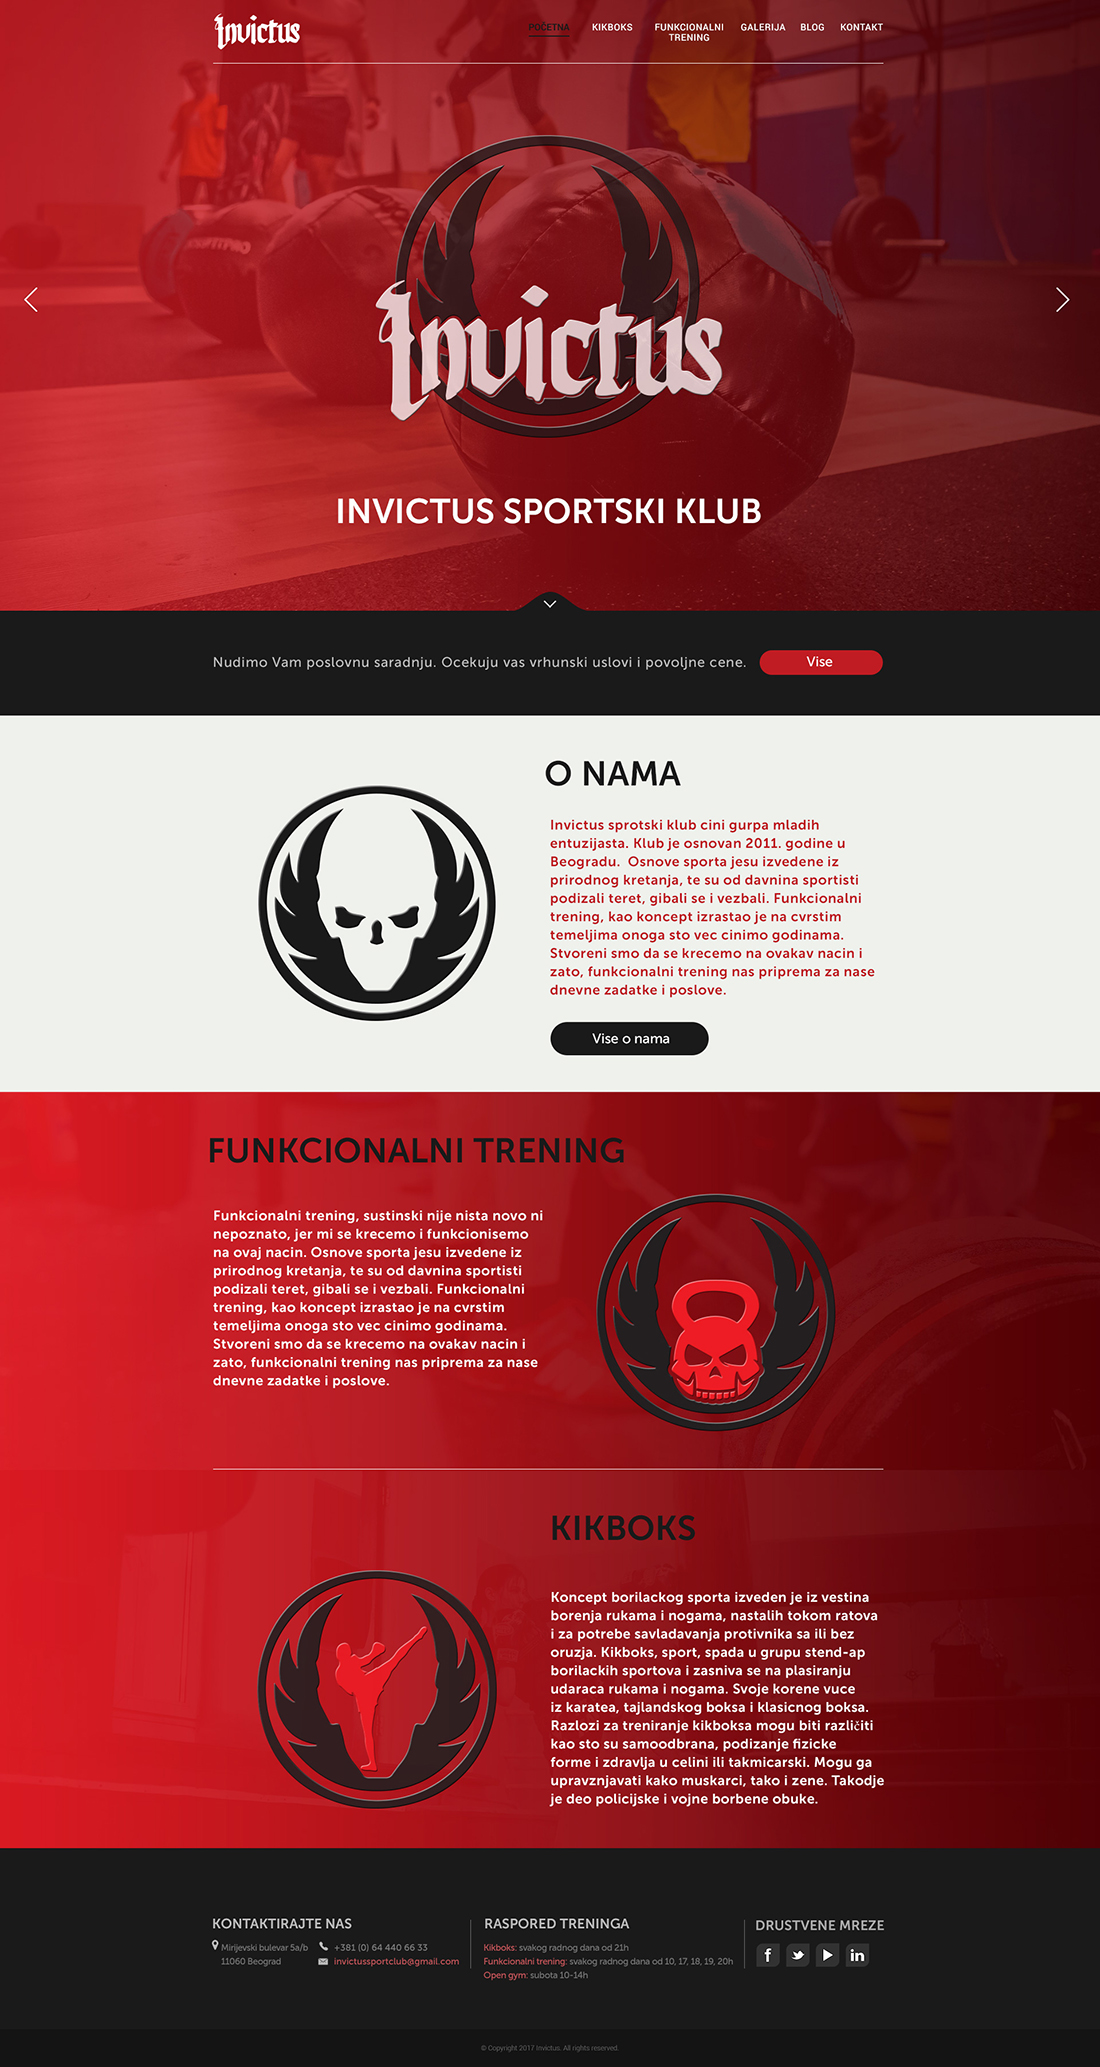 Invictus
POČETNA
KIKBOKS
FUNKCIONALNI
TRENING
GALERIJA
BLOG
KONTAKT
Invictus
INVICTUS SPORTSKI KLUB
Nudimo Vam poslovnu saradnju. Ocekuju vas vrhunski uslovi i povoljne cene.
Vise
O NAMA
Invictus sprotski klub cini gurpa mladih
entuzijasta. Klub je osnovan 2011. godine u
Beogradu.  Osnove sporta jesu izvedene iz
prirodnog kretanja, te su od davnina sportisti
podizali teret, gibali se i vezbali. Funkcionalni
trening, kao koncept izrastao je na cvrstim
temeljima onoga sto vec cinimo godinama.
Stvoreni smo da se krecemo na ovakav nacin i
zato, funkcionalni trening nas priprema za nase
dnevne zadatke i poslove.
Vise o nama
FUNKCIONALNI TRENING
Funkcionalni trening, sustinski nije nista novo ni
nepoznato, jer mi se krecemo i funkcionisemo
na ovaj nacin. Osnove sporta jesu izvedene iz
prirodnog kretanja, te su od davnina sportisti
podizali teret, gibali se i vezbali. Funkcionalni
trening, kao koncept izrastao je na cvrstim
temeljima onoga sto vec cinimo godinama.
Stvoreni smo da se krecemo na ovakav nacin i
zato, funkcionalni trening nas priprema za nase
dnevne zadatke i poslove.
KIKBOKS
Koncept borilackog sporta izveden je iz vestina
borenja rukama i nogama, nastalih tokom ratova
i za potrebe savladavanja protivnika sa ili bez
oruzja. Kikboks, sport, spada u grupu stend-ap
borilackih sportova i zasniva se na plasiranju
udaraca rukama i nogama. Svoje korene vuce
iz karatea, tajlandskog boksa i klasicnog boksa.
Razlozi za treniranje kikboksa mogu biti različiti
kao sto su samoodbrana, podizanje fizicke
forme i zdravlja u celini ili takmicarski. Mogu ga
upravznjavati kako muskarci, tako i zene. Takodje
je deo policijske i vojne borbene obuke.
KONTAKTIRAJTE NAS
Mirijevski bulevar 5a/b
11060 Beograd
+381 (0) 64 440 66 33
invictussportclub@gmail.com
RASPORED TRENINGA
Kikboks: svakog radnog dana od 21h
Funkcionalni trening: svakog radnog dana od 10, 17, 18, 19, 20h
Open gym: subota 10-14h
DRUSTVENE MREZE
© Copyright 2017 Invictus. All rights reserved.